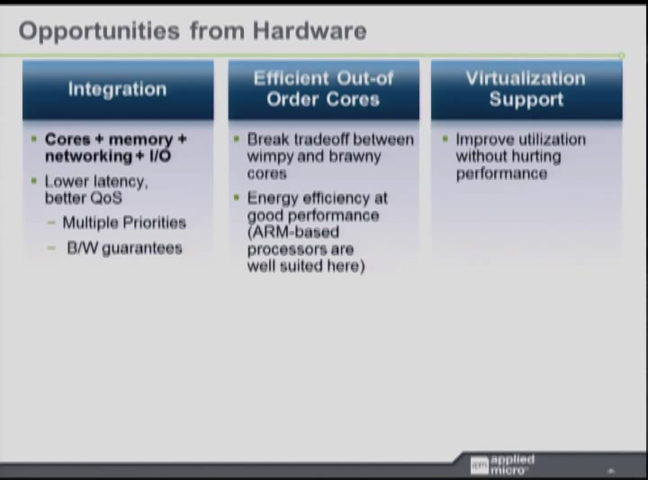 Opportunities from Hardware
Integration
Cores + memory +
networking + I/O
Lower latency,
better QoS
– Multiple Priorities
– B/W guarantees
Efficient Out-of
Order Cores
Break tradeoff between
wimpy and brawny
cores
Energy efficiency at
good performance
(ARM-based
processors are
well suited here)
Virtualization
Support
Improve utilization
without hurting
performance
apm applied
micro